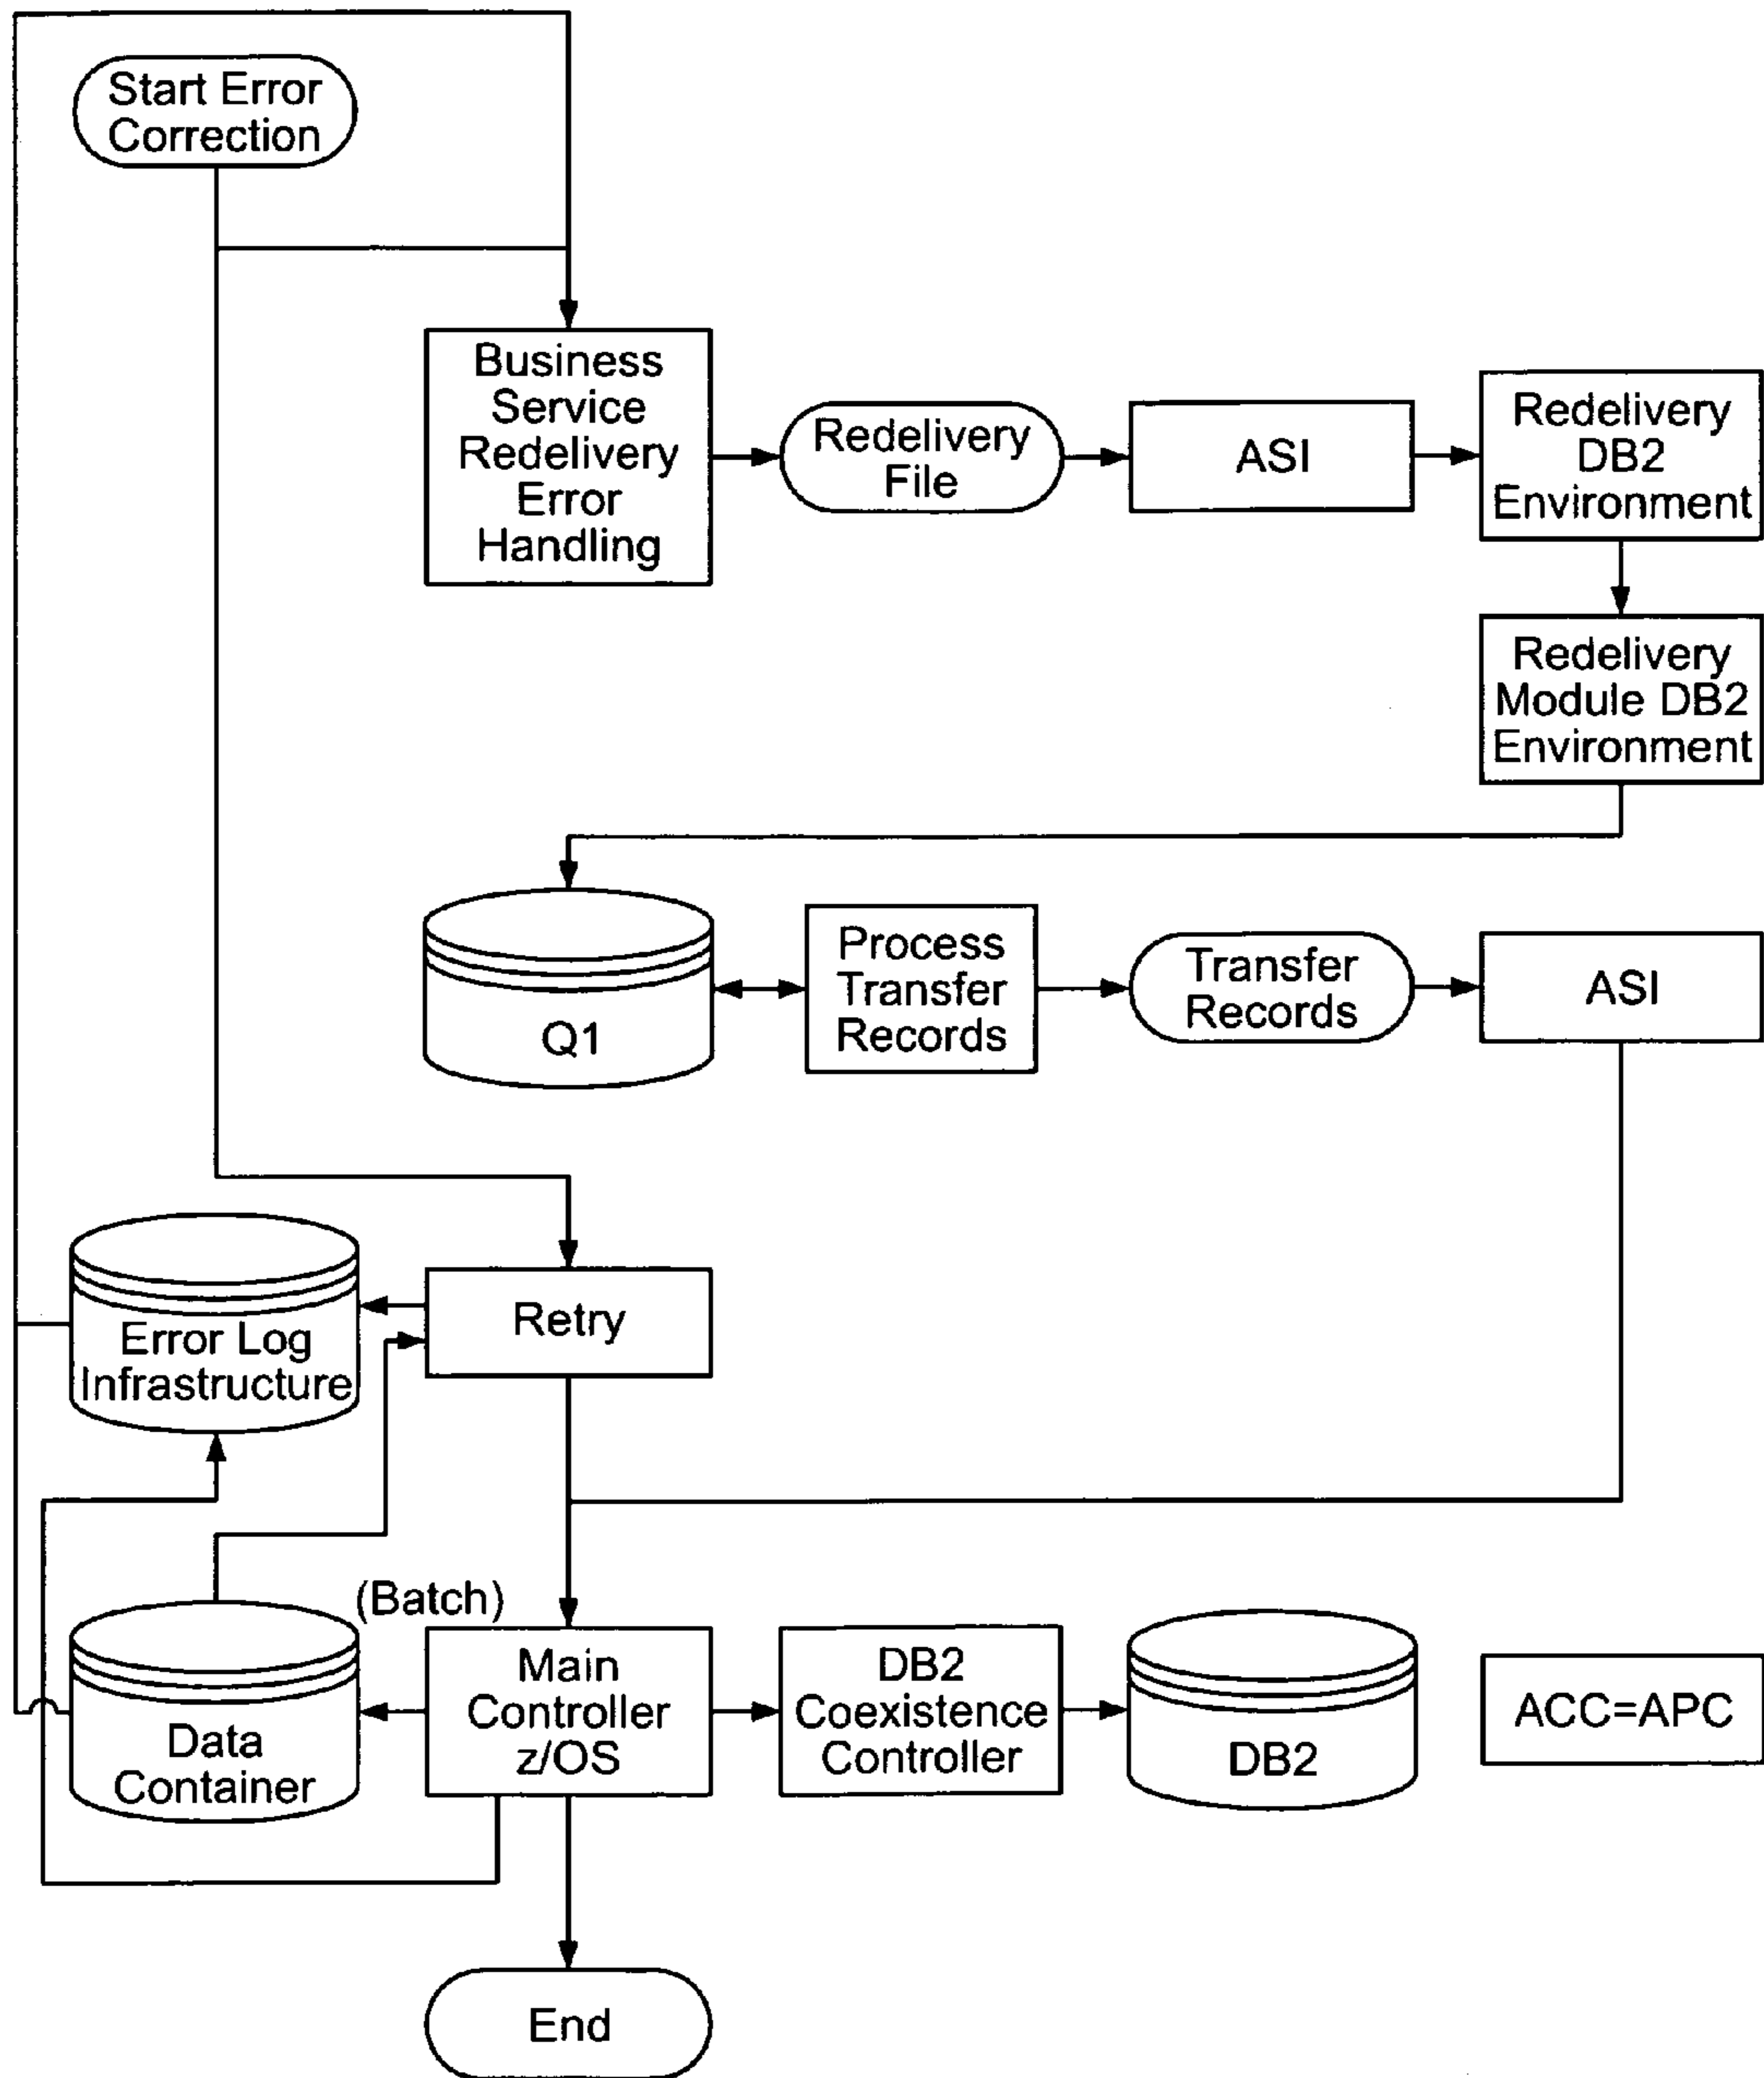 Start Error
Correction
Business
Service
Redelivery
Error
Handling
Redelivery
File
ASI
Redelivery
DB2
Environment
Redelivery
Module DB2
Environment
Q1
Process
Transfer
Records
Transfer
Records
ASI
Retry
Error Log
Infrastructure
(Batch)
Data
Container
Main
Controller
z/OS
DB2
Coexistence
Controller
DB2
ACC=APC
End